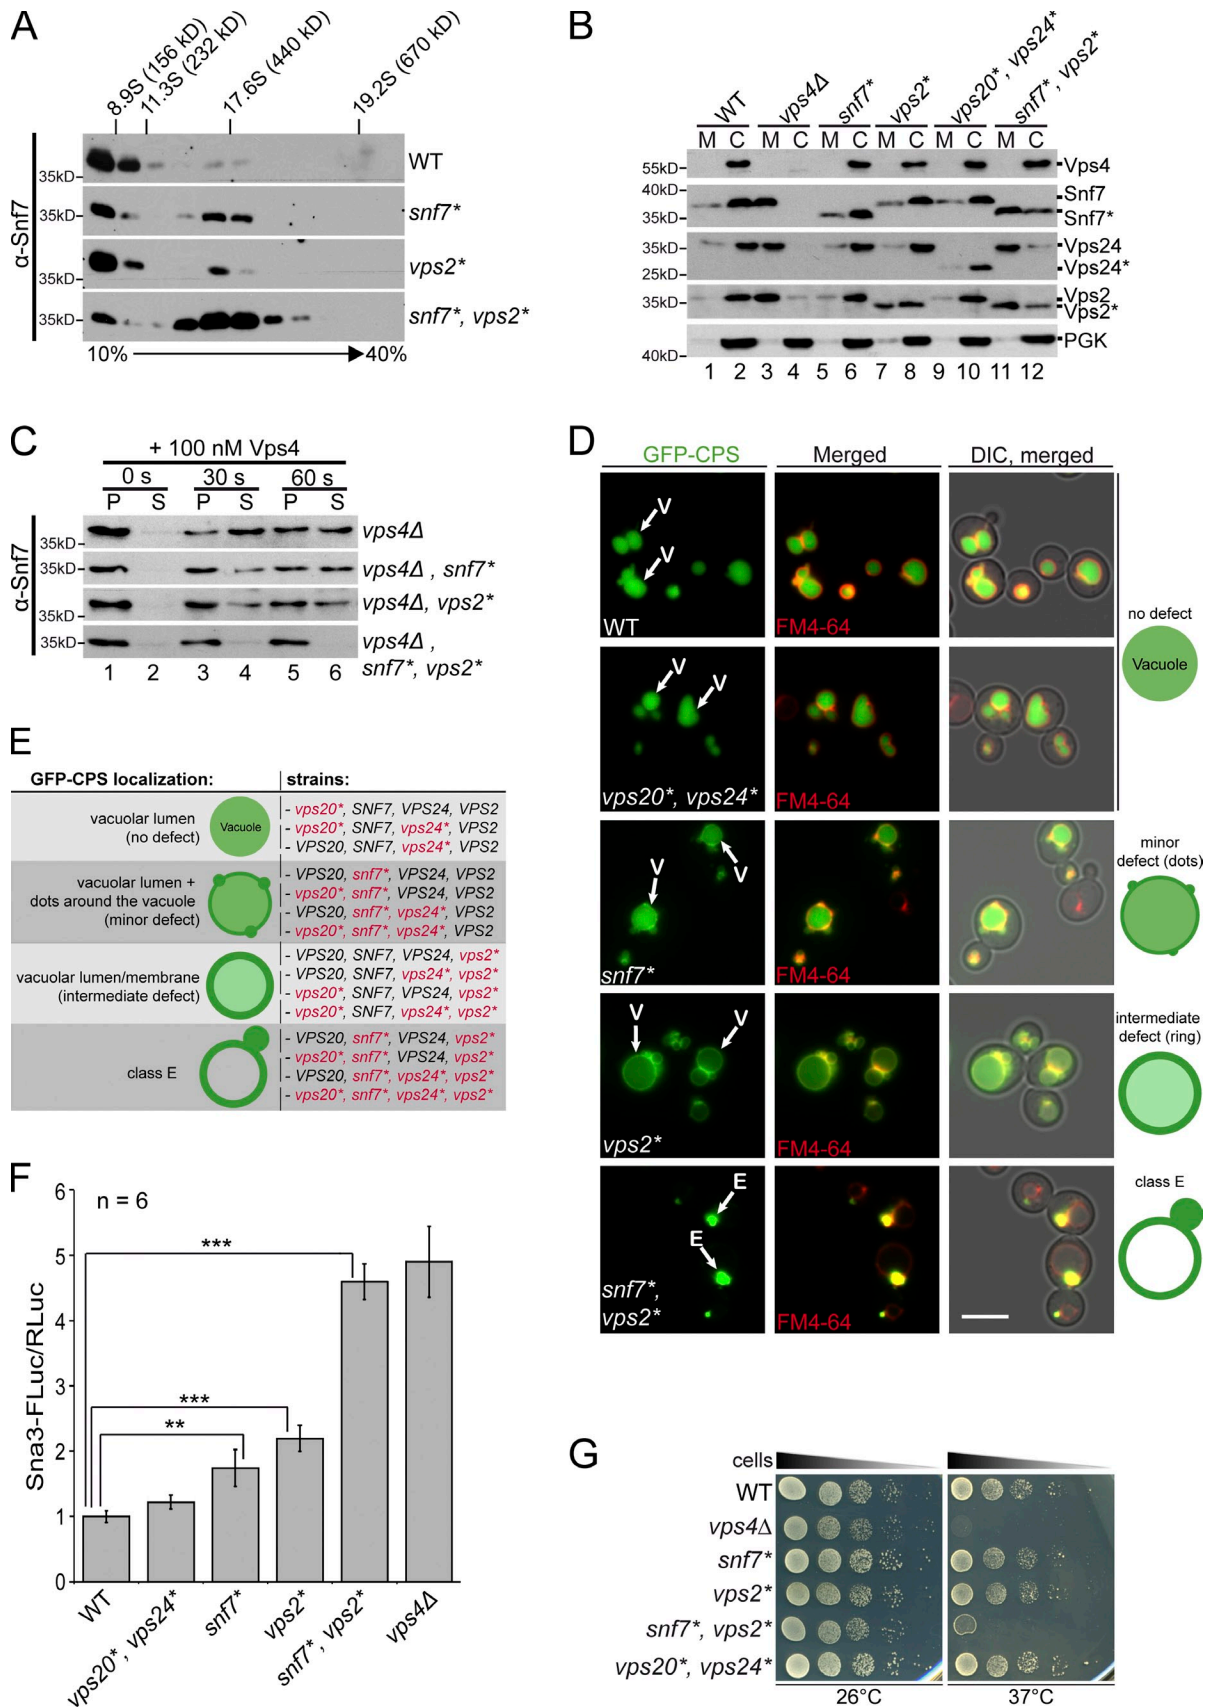 A
8.9S (156 kD)
11.3S (232 kD)
17.6S (440 kD)
19.2S (670 kD)
α-Snf7
35kD
WT
35kD
snf7*
35kD
vps2*
35kD
snf7*, vps2*
10%
40%
B
WT
vps4Δ
snf7*
vps2*
vps20*, vps24*
snf7*, vps2*
M C M C M C M C M C M C
55kD
Vps4
40kD
Snf7
35kD
Snf7*
35kD
Vps24
25kD
Vps24*
35kD
Vps2
Vps2*
40kD
PGK
1 2 3 4 5 6 7 8 9 10 11 12
C
+ 100 nM Vps4
0 s 30 s 60 s
P S P S P S
α-Snf7
35kD
vps4Δ
35kD
vps4Δ, snf7*
35kD
vps4Δ, vps2*
35kD
vps4Δ,
snf7*, vps2*
1 2 3 4 5 6
D
GFP-CPS Merged DIC, merged
V
V
WT
FM4-64
no defect
Vacuole
V
V
vps20*, vps24*
FM4-64
V
V
snf7*
FM4-64
minor
defect (dots)
V
V
vps2*
FM4-64
intermediate
defect (ring)
E
E
snf7*,
vps2*
FM4-64
class E
E
GFP-CPS localization: strains:
vacuolar lumen
(no defect)
Vacuole
- vps20*, SNF7, VPS24, VPS2
- vps20*, SNF7, vps24*, VPS2
- VPS20, SNF7, vps24*, VPS2
vacuolar lumen +
dots around the vacuole
(minor defect)
- VPS20, snf7*, VPS24, VPS2
- vps20*, snf7*, VPS24, VPS2
- VPS20, snf7*, vps24*, VPS2
- vps20*, snf7*, vps24*, VPS2
vacuolar lumen/membrane
(intermediate defect)
- VPS20, SNF7, VPS24, vps2*
- VPS20, SNF7, vps24*, vps2*
- vps20*, SNF7, VPS24, vps2*
- vps20*, SNF7, vps24*, vps2*
class E
- VPS20, snf7*, VPS24, vps2*
- vps20*, snf7*, VPS24, vps2*
- VPS20, snf7*, vps24*, vps2*
- vps20*, snf7*, vps24*, vps2*
F
Sna3-FLuc/RLuc
6
5
4
3
2
1
0
n = 6
***
***
**
WT
vps20*, vps24*
snf7*
vps2*
snf7*, vps2*
vps4Δ
G
cells
WT
vps4Δ
snf7*
vps2*
snf7*, vps2*
vps20*, vps24*
26°C 37°C